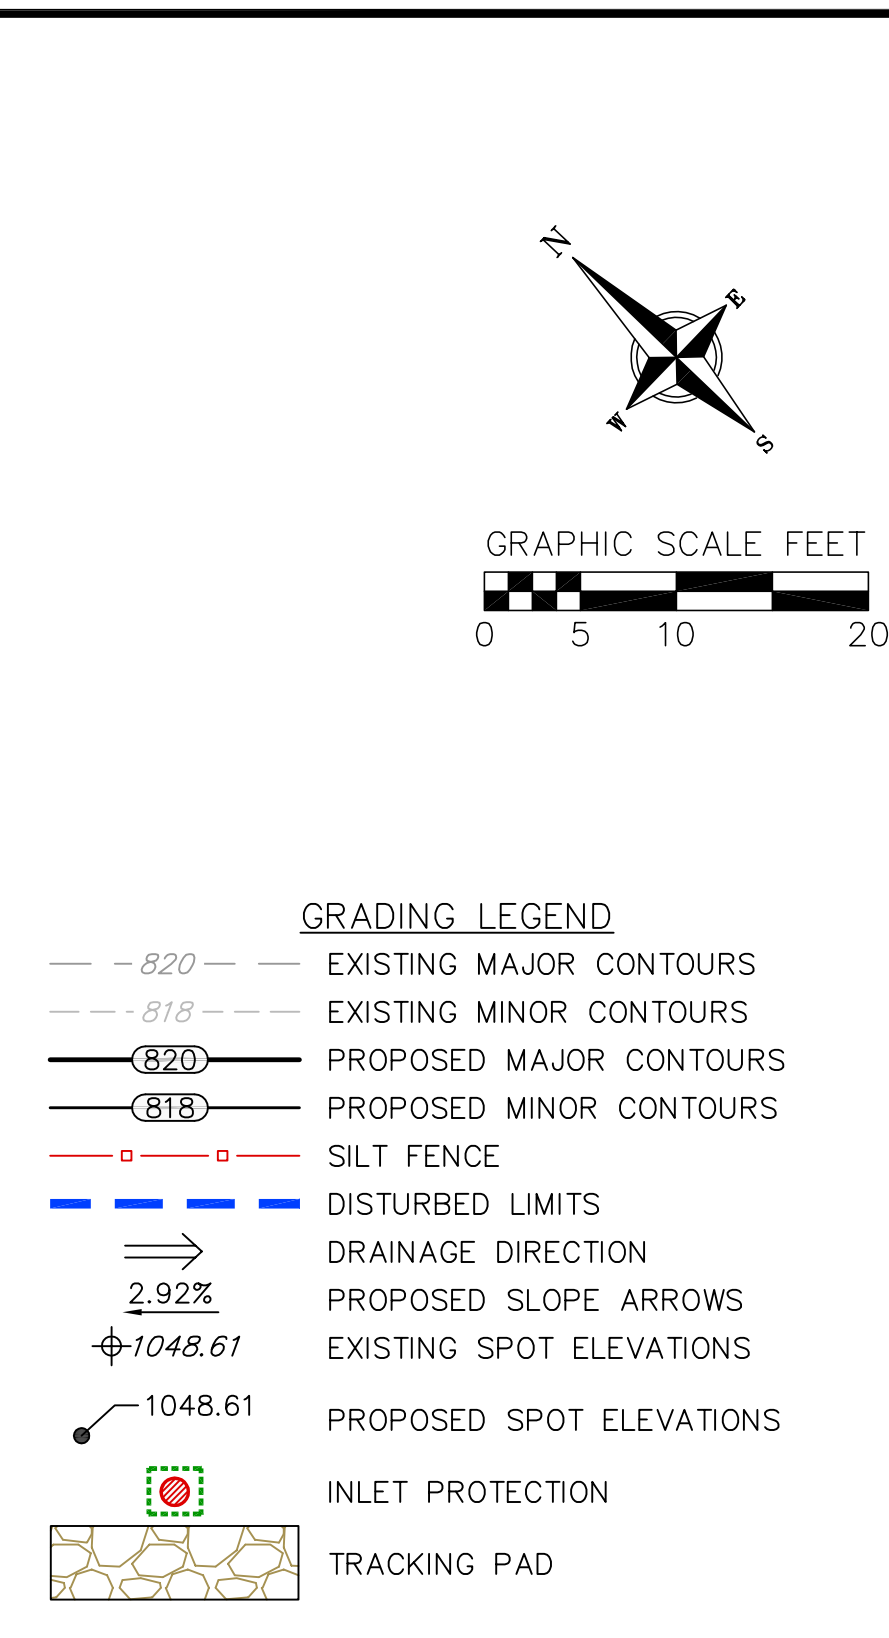 N
E
W
S
GRAPHIC SCALE FEET
0 5 10 20
GRADING LEGEND
820 EXISTING MAJOR CONTOURS
818 EXISTING MINOR CONTOURS
820 PROPOSED MAJOR CONTOURS
818 PROPOSED MINOR CONTOURS
SILT FENCE
DISTURBED LIMITS
DRAINAGE DIRECTION
2.92% PROPOSED SLOPE ARROWS
1048.61 EXISTING SPOT ELEVATIONS
1048.61 PROPOSED SPOT ELEVATIONS
INLET PROTECTION
TRACKING PAD